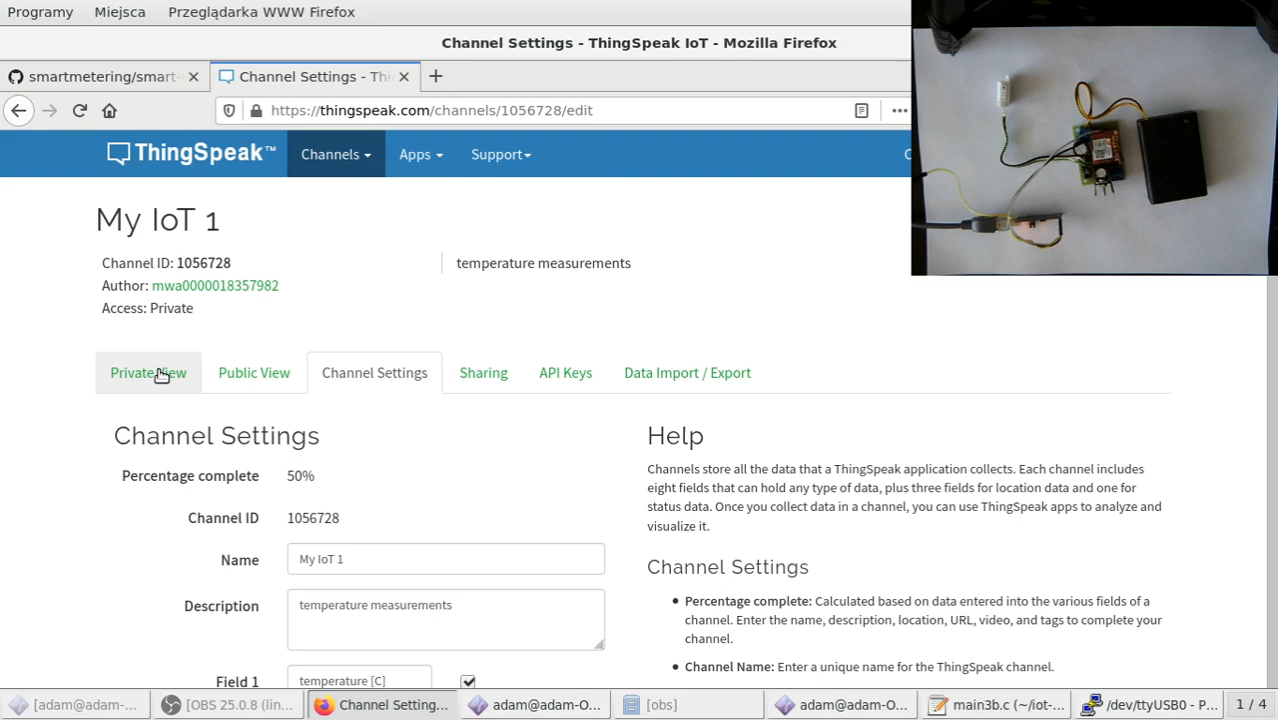 Programy Miejsca Przeglądarka WWW Firefox
Channel Settings - ThingSpeak IoT - Mozilla Firefox
smartmetering/smart-
Channel Settings - Thi
https://thingspeak.com/channels/1056728/edit
ThingSpeak™ Channels Apps Support
My IoT 1
Channel ID: 1056728 temperature measurements
Author: mwa0000018357982
Access: Private
Private View Public View Channel Settings Sharing API Keys Data Import / Export
Channel Settings
Percentage complete 50%
Channel ID 1056728
Name My IoT 1
Description temperature measurements
Field 1 temperature [C]
Help
Channels store all the data that a ThingSpeak application collects. Each channel includes
eight fields that can hold any type of data, plus three fields for location data and one for
status data. Once you collect data in a channel, you can use ThingSpeak apps to analyze and
visualize it.
Channel Settings
Percentage complete: Calculated based on data entered into the various fields of a
channel. Enter the name, description, location, URL, video, and tags to complete your
channel.
Channel Name: Enter a unique name for the ThingSpeak channel.
[adam@adam-... [OBS 25.0.8 (lin... Channel Setting... adam@adam-O... [obs] adam@adam-O... main3b.c (~/iot-... /dev/ttyUSB0 - P... 1 / 4